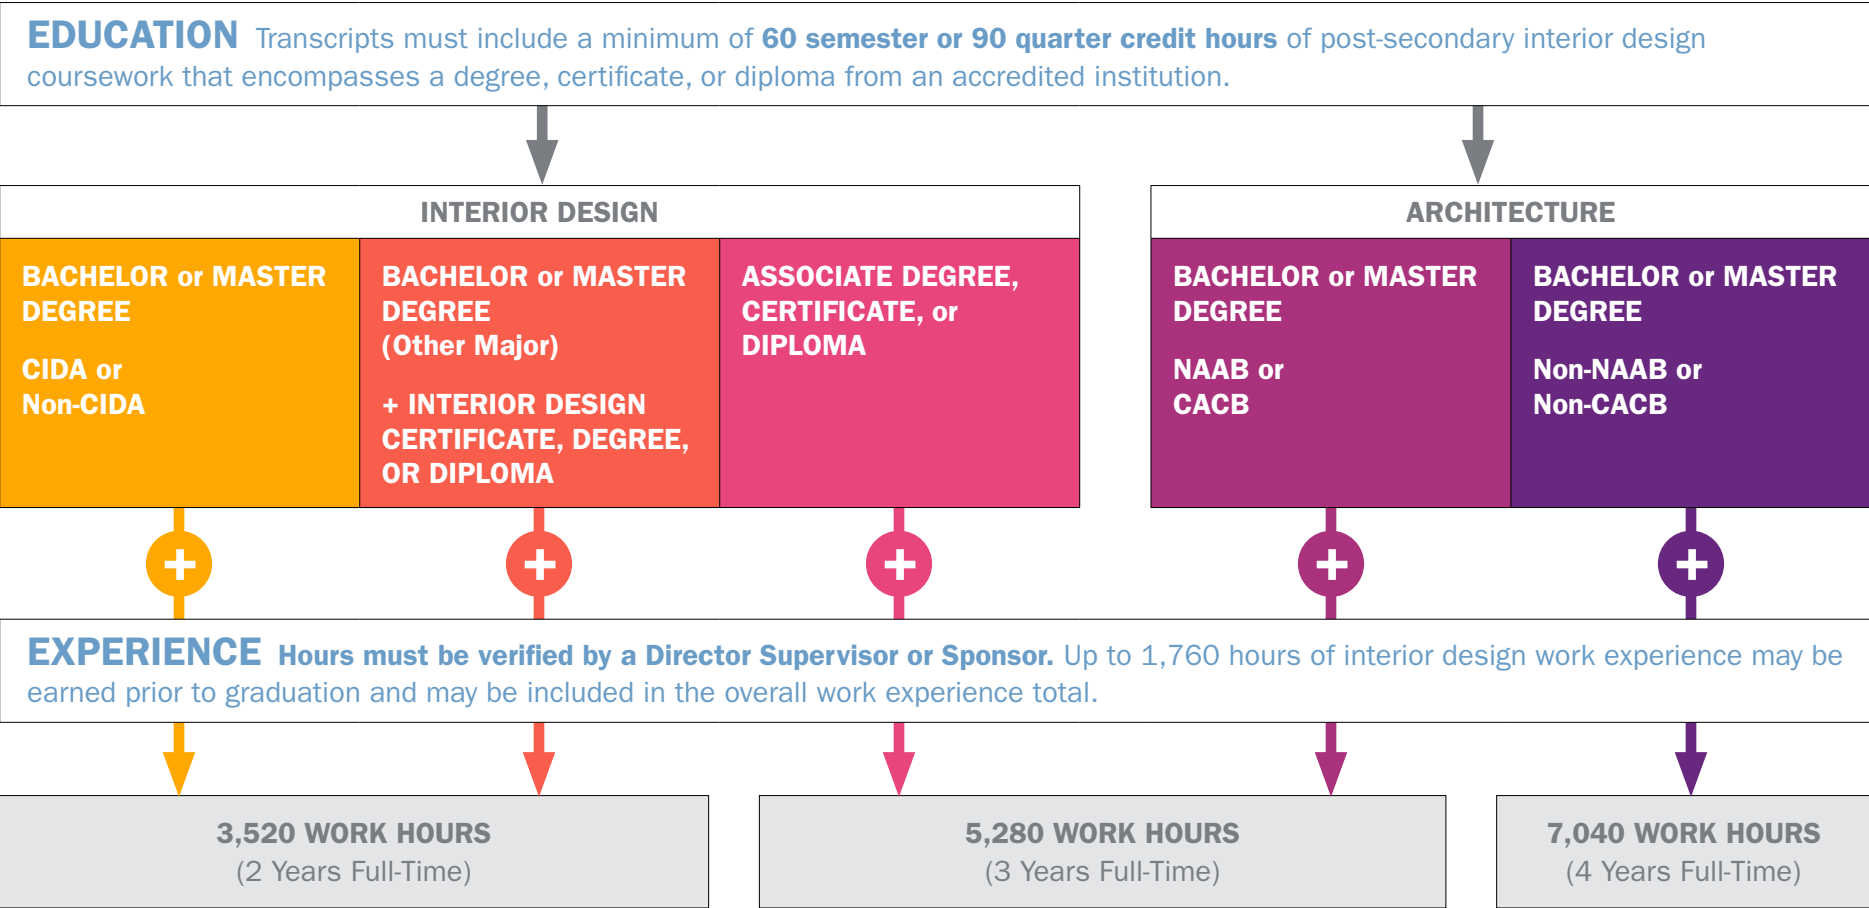 EDUCATION Transcripts must include a minimum of 60 semester or 90 quarter credit hours of post-secondary interior design
coursework that encompasses a degree, certificate, or diploma from an accredited institution.
INTERIOR DESIGN
BACHELOR or MASTER
DEGREE
CIDA or
Non-CIDA
BACHELOR or MASTER
DEGREE
(Other Major)
+ INTERIOR DESIGN
CERTIFICATE, DEGREE,
OR DIPLOMA
ASSOCIATE DEGREE,
CERTIFICATE, or
DIPLOMA
ARCHITECTURE
BACHELOR or MASTER
DEGREE
NAAB or
CACB
BACHELOR or MASTER
DEGREE
Non-NAAB or
Non-CACB
+
+
+
+
+
EXPERIENCE Hours must be verified by a Director Supervisor or Sponsor. Up to 1,760 hours of interior design work experience may be
earned prior to graduation and may be included in the overall work experience total.
3,520 WORK HOURS
(2 Years Full-Time)
5,280 WORK HOURS
(3 Years Full-Time)
7,040 WORK HOURS
(4 Years Full-Time)